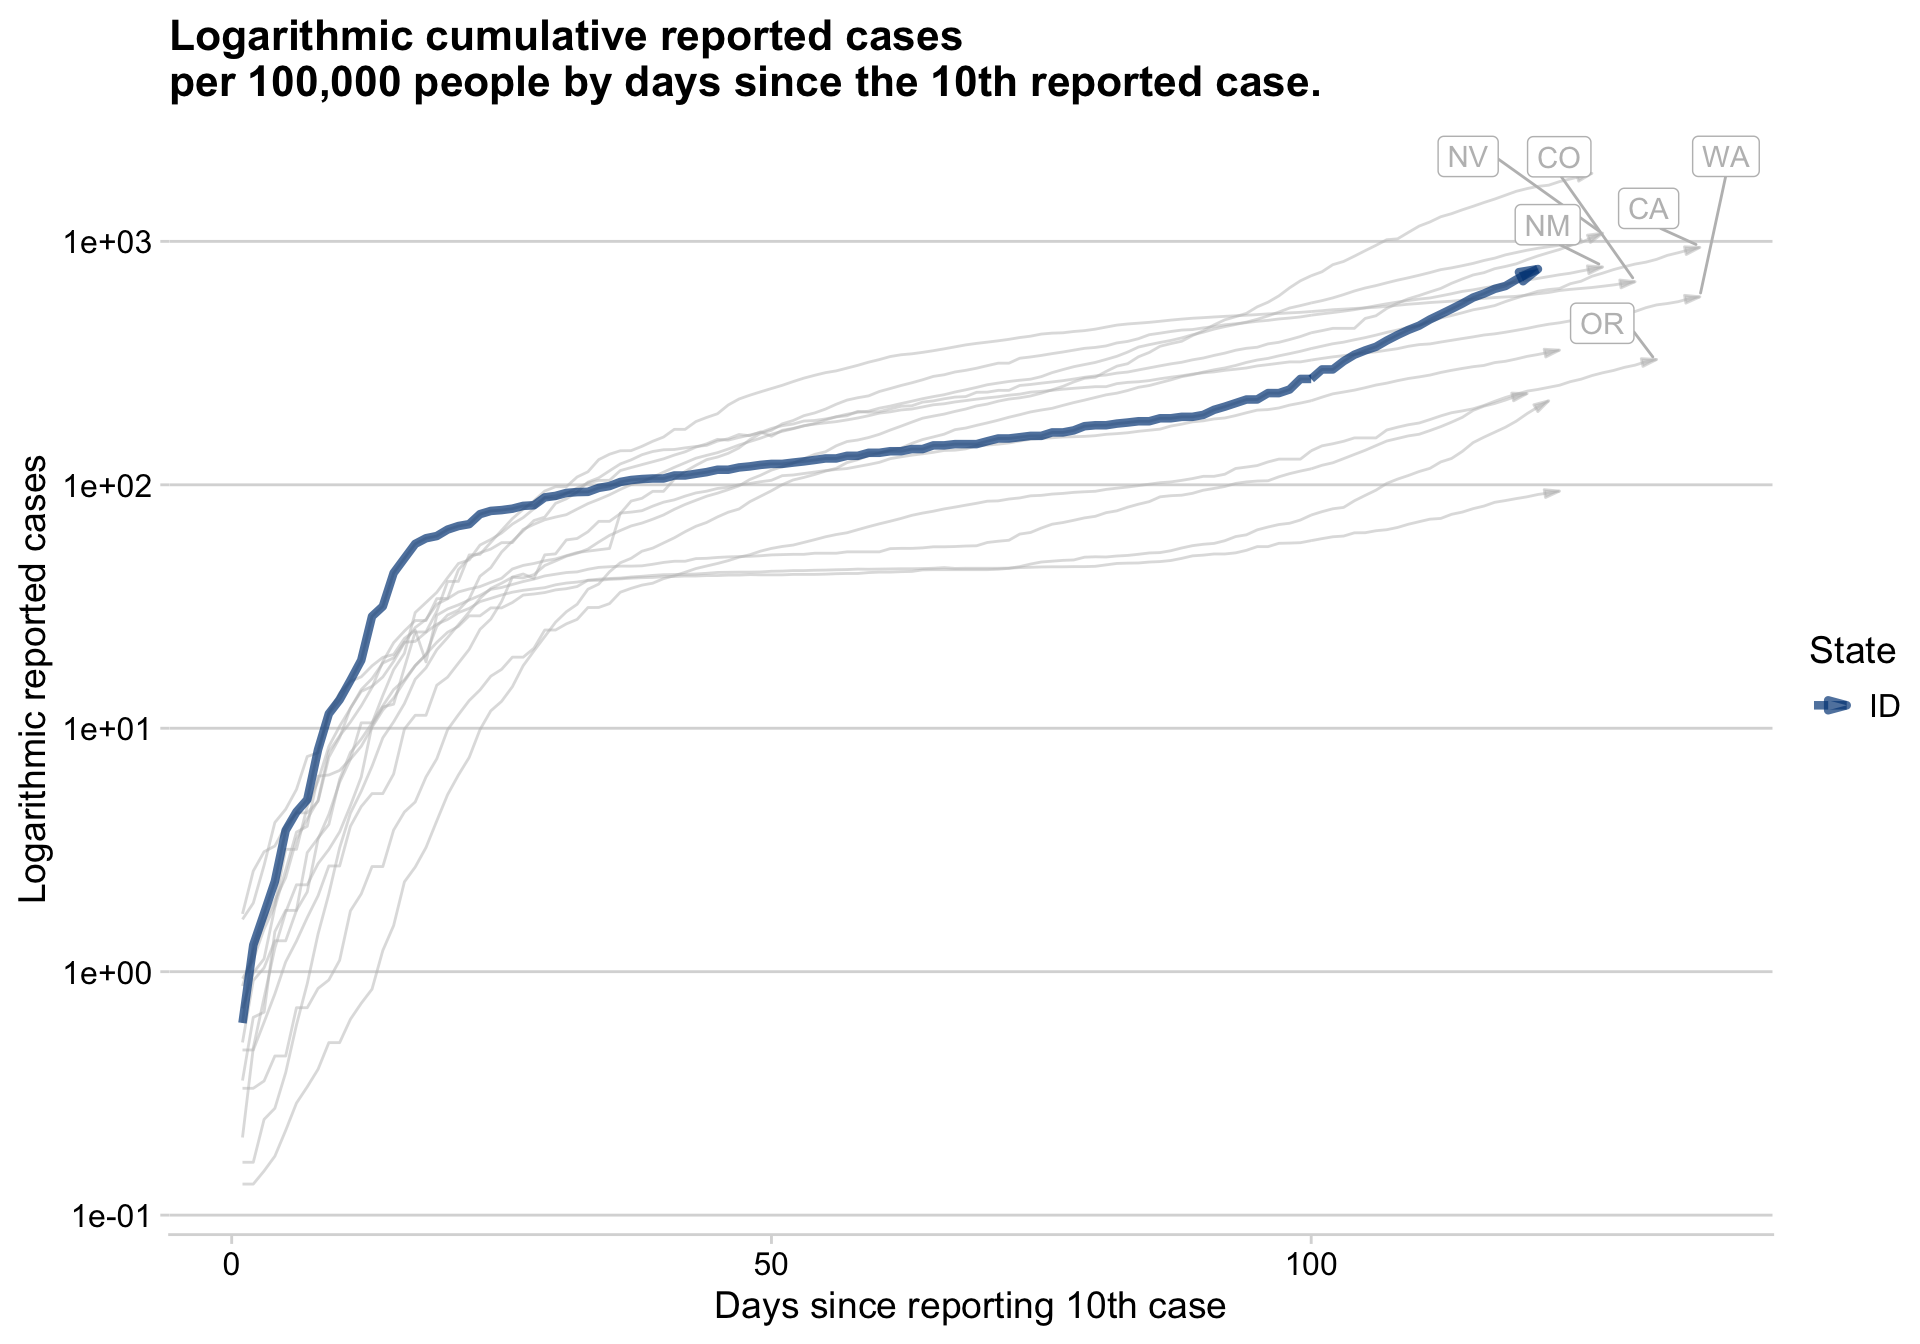 Logarithmic cumulative reported cases
per 100,000 people by days since the 10th reported case.
NV
CO
WA
CA
NM
OR
1e+03
1e+02
1e+01
1e+00
1e-01
Logarithmic reported cases
0
50
100
Days since reporting 10th case
State
ID